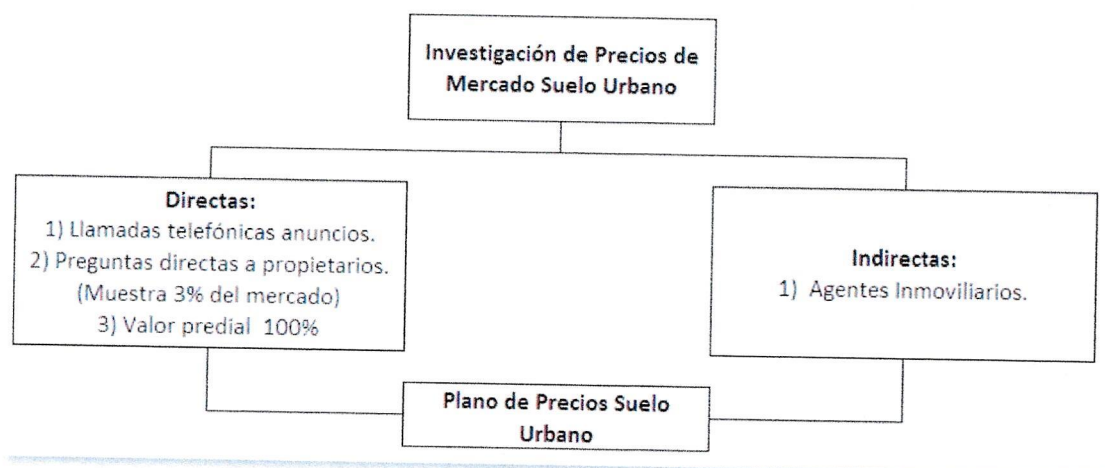 Investigación de Precios de
Mercado Suelo Urbano
Directas:
1) Llamadas telefónicas anuncios.
2) Preguntas directas a propietarios.
(Muestra 3% del mercado)
3) Valor predial 100%
Indirectas:
1) Agentes Inmoviliarios.
Plano de Precios Suelo
Urbano